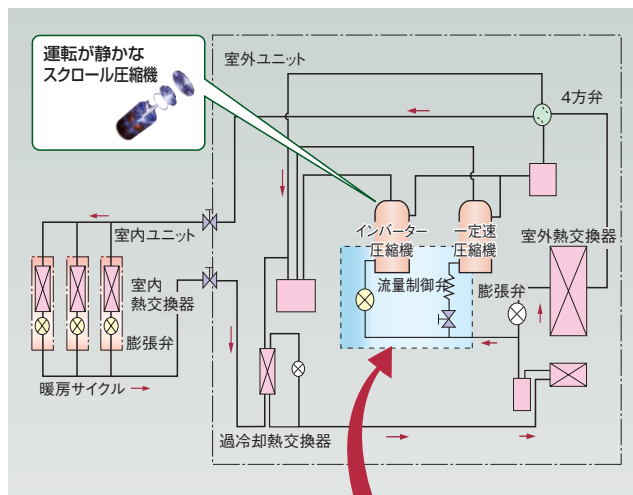 運転が静かな
スクロール圧縮機
室外ユニット
4方弁
室内ユニット
インバーター
圧縮機
一定速
圧縮機
室外熱交換器
室内
熱交換器
流量制御弁
膨張弁
膨張弁
暖房サイクル
過冷却熱交換器